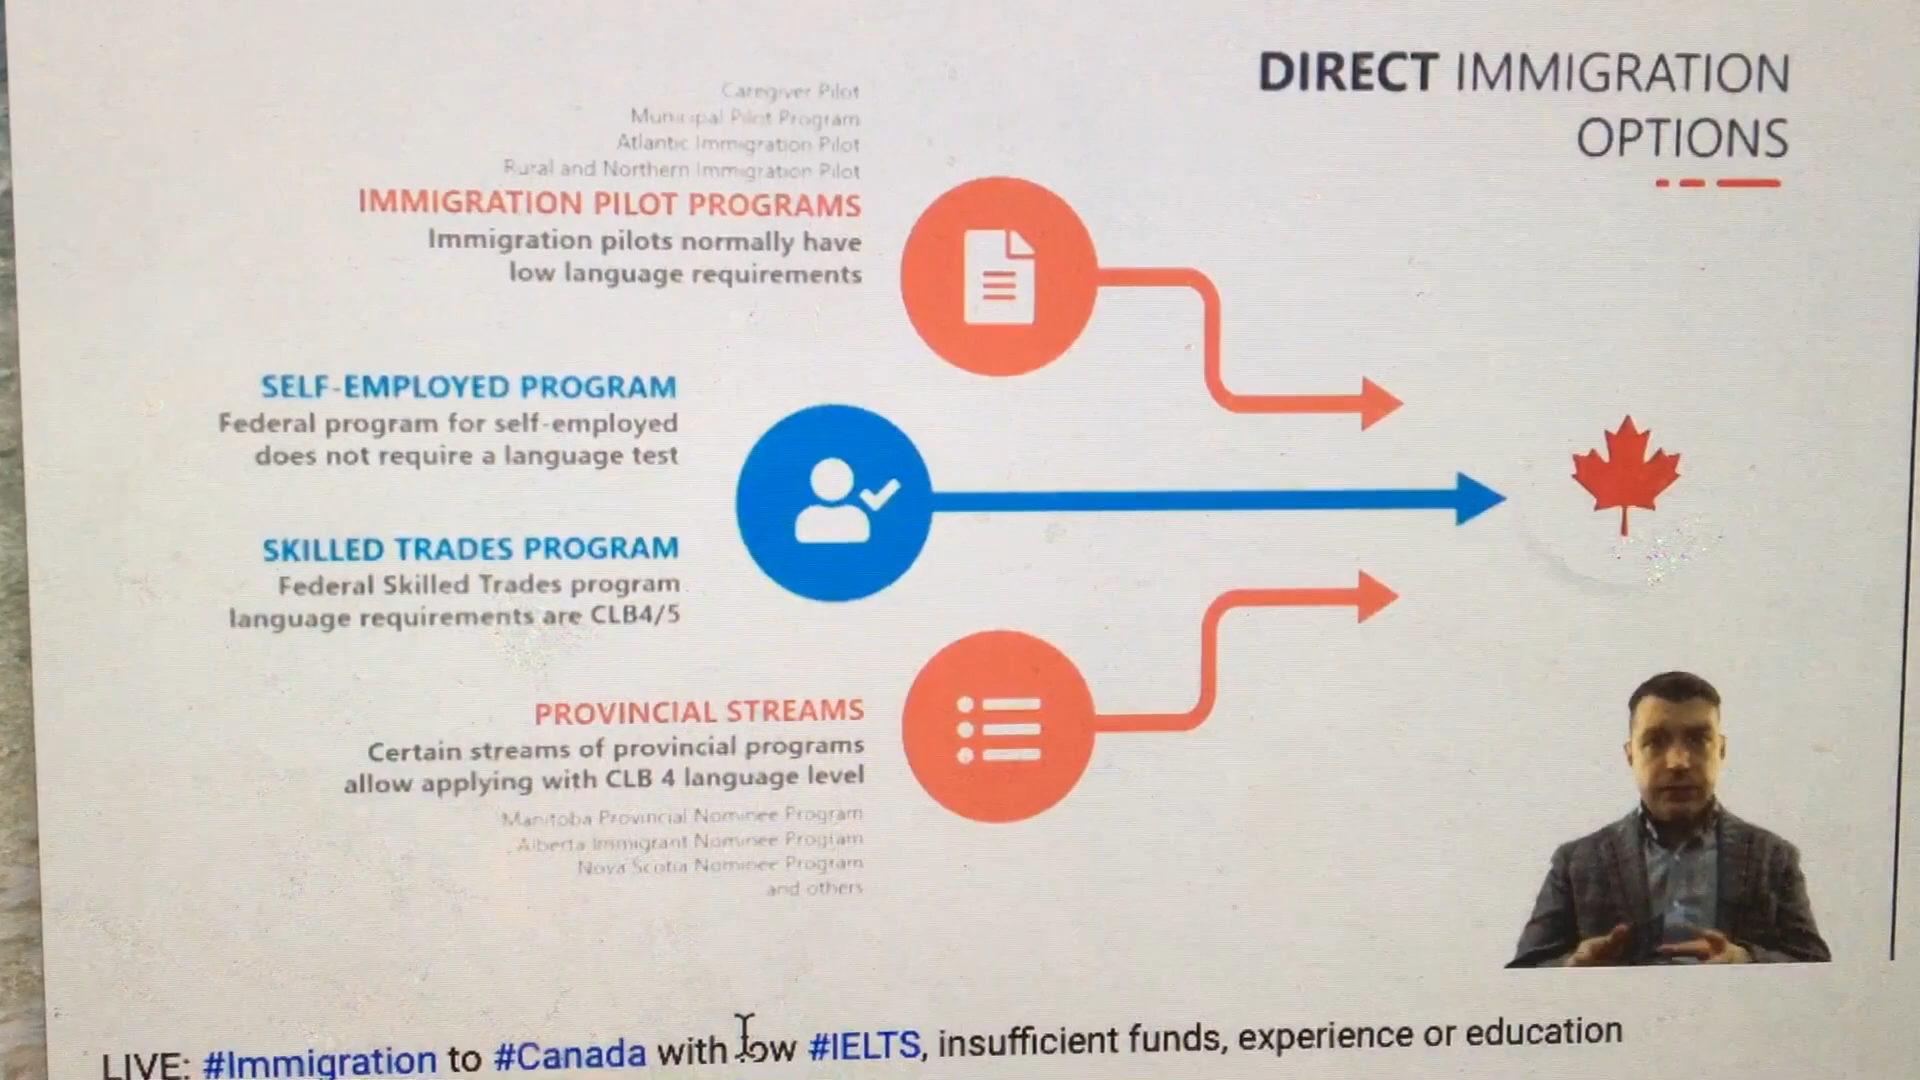 DIRECT IMMIGRATION
OPTIONS
Caregiver Pilot
Municipal Pilot Program
Atlantic Immigration Pilot
Rural and Northern Immigration Pilot
IMMIGRATION PILOT PROGRAMS
Immigration pilots normally have
low language requirements
SELF-EMPLOYED PROGRAM
Federal program for self-employed
does not require a language test
SKILLED TRADES PROGRAM
Federal Skilled Trades program
language requirements are CLB4/5
PROVINCIAL STREAMS
Certain streams of provincial programs
allow applying with CLB 4 language level
Manitoba Provincial Nominee Program
Alberta Immigrant Nominee Program
Nova Scotia Nominee Program
and others
LIVE: #Immigration to #Canada with low #IELTS, insufficient funds, experience or education